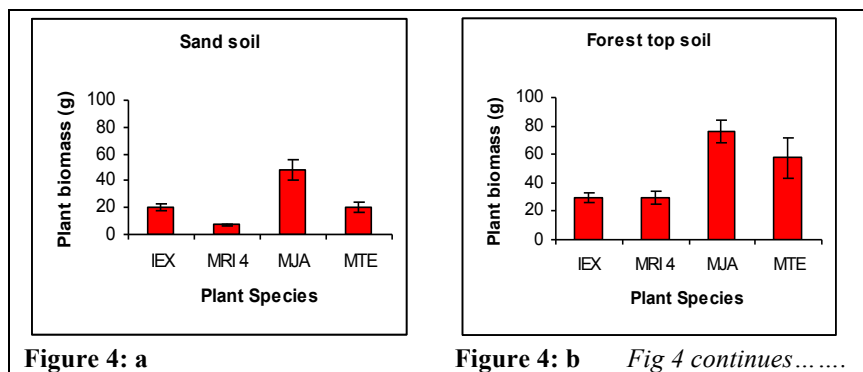 Sand soil
Plant biomass (g)
100
80
60
40
20
0
IEX MRI 4 MJA MTE
Plant Species
Figure 4: a
Forest top soil
Plant biomass (g)
100
80
60
40
20
0
IEX MRI 4 MJA MTE
Plant Species
Figure 4: b Fig 4 continues…….